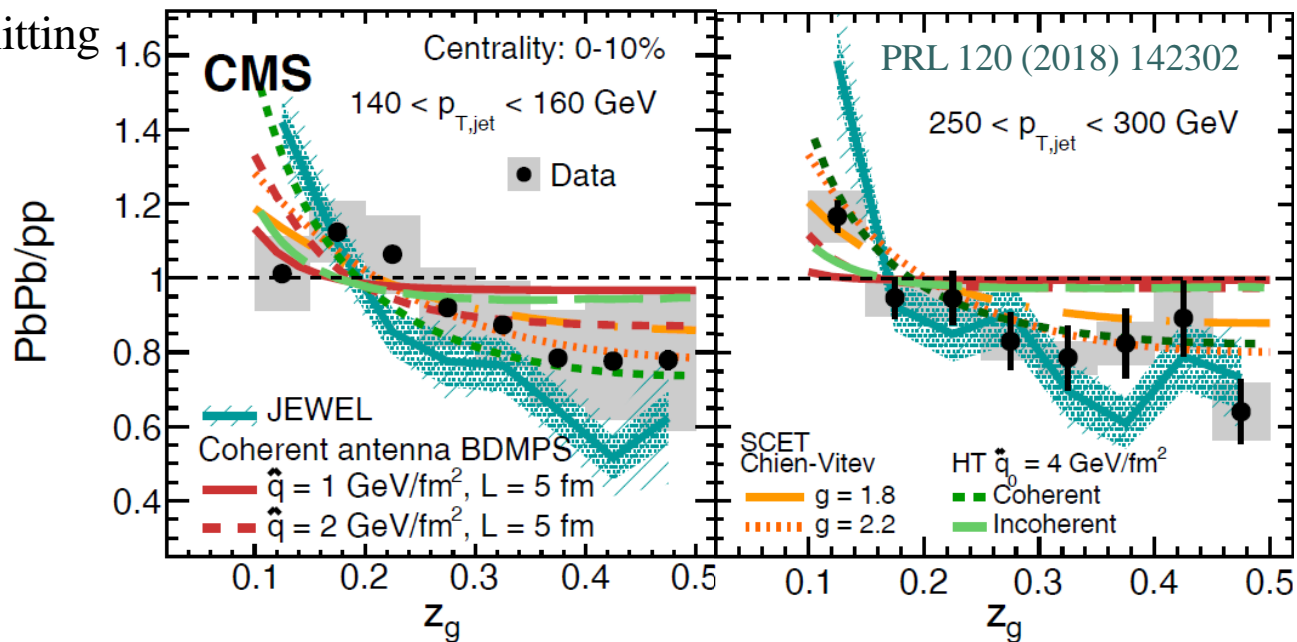 itting
CMS
Centrality: 0-10%
140 < p_T,jet < 160 GeV
Data
PbPb/pp
1.6
1.4
1.2
1
0.8
0.6
0.4
JEWEL
Coherent antenna BDMPS
q̂ = 1 GeV/fm², L = 5 fm
q̂ = 2 GeV/fm², L = 5 fm
0.1 0.2 0.3 0.4 0.5
z_g
PRL 120 (2018) 142302
250 < p_T,jet < 300 GeV
SCET
Chien-Vitev
g = 1.8
g = 2.2
HT q̂_0 = 4 GeV/fm²
Coherent
Incoherent
0.1 0.2 0.3 0.4 0.5
z_g